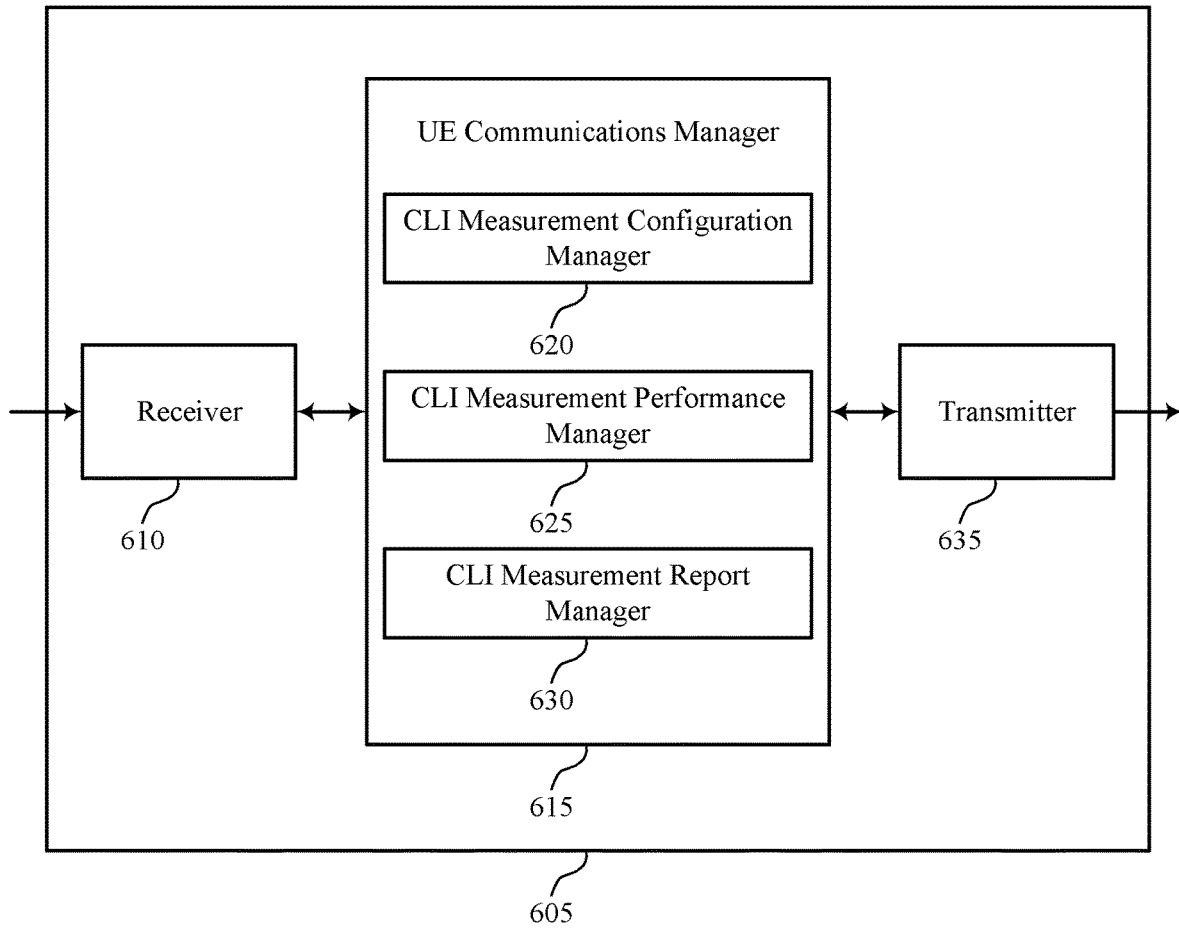 UE Communications Manager
CLI Measurement Configuration
Manager
620
Receiver
610
CLI Measurement Performance
Manager
625
Transmitter
635
CLI Measurement Report
Manager
630
615
605